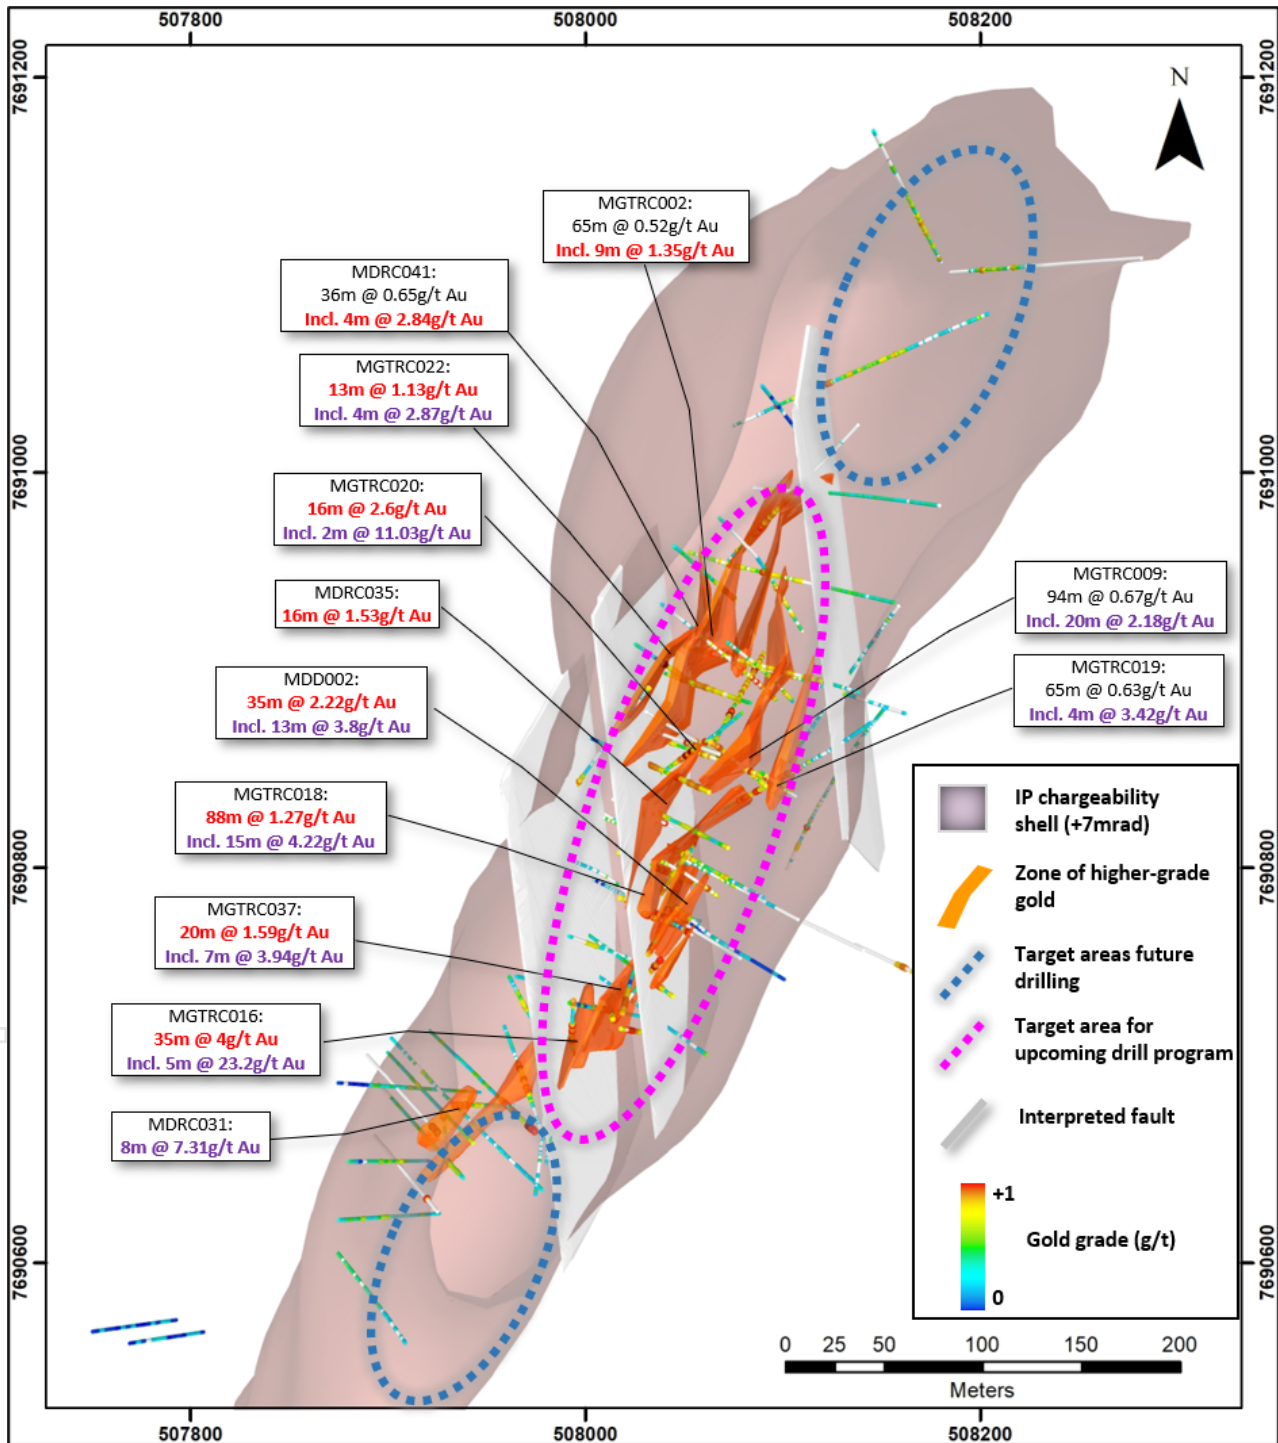 507800
508000
508200
7691200
7691200
N
MGTRC002:
65m @ 0.52g/t Au
Incl. 9m @ 1.35g/t Au
MDRC041:
36m @ 0.65g/t Au
Incl. 4m @ 2.84g/t Au
MGTRC022:
13m @ 1.13g/t Au
Incl. 4m @ 2.87g/t Au
7691000
7691000
MGTRC020:
16m @ 2.6g/t Au
Incl. 2m @ 11.03g/t Au
MDRC035:
16m @ 1.53g/t Au
MGTRC009:
94m @ 0.67g/t Au
Incl. 20m @ 2.18g/t Au
MDD002:
35m @ 2.22g/t Au
Incl. 13m @ 3.8g/t Au
MGTRC019:
65m @ 0.63g/t Au
Incl. 4m @ 3.42g/t Au
MGTRC018:
88m @ 1.27g/t Au
Incl. 15m @ 4.22g/t Au
7690800
7690800
MGTRC037:
20m @ 1.59g/t Au
Incl. 7m @ 3.94g/t Au
MGTRC016:
35m @ 4g/t Au
Incl. 5m @ 23.2g/t Au
MDRC031:
8m @ 7.31g/t Au
IP chargeability
shell (+7mrad)
Zone of higher-grade
gold
Target areas future
drilling
Target area for
upcoming drill program
Interpreted fault
+1
Gold grade (g/t)
0
7690600
7690600
0 25 50 100 150 200
Meters
507800
508000
508200